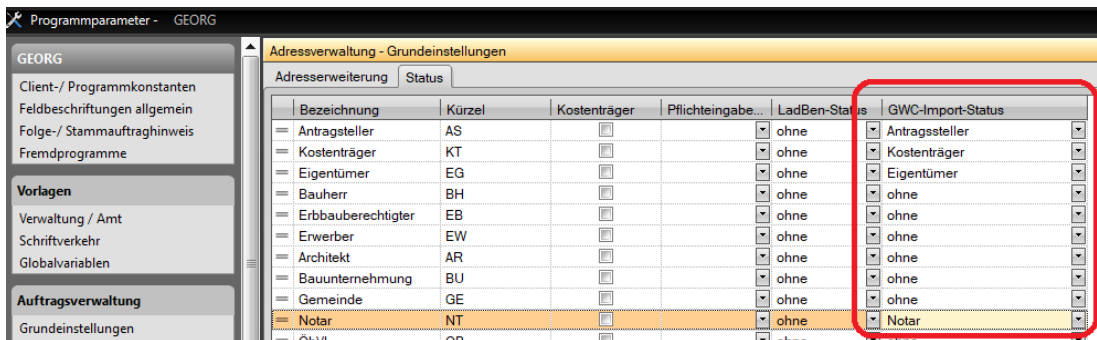 Programmparameter - GEORG
GEORG
Client-/ Programmkonstanten
Feldbeschriftungen allgemein
Folge-/ Stammauftraghinweis
Fremdprogramme
Vorlagen
Verwaltung / Amt
Schriftverkehr
Globalvariablen
Auftragsverwaltung
Grundeinstellungen
Adressverwaltung - Grundeinstellungen
Adresserweiterung Status
Bezeichnung Kürzel Kostenträger Pflichteingabe... LadBen-Status GWC-Import-Status
Antragsteller AS ohne Antragssteller
Kostenträger KT ohne Kostenträger
Eigentümer EG ohne Eigentümer
Bauherr BH ohne ohne
Erbbauberechtigter EB ohne ohne
Erwerber EW ohne ohne
Architekt AR ohne ohne
Bauunternehmung BU ohne ohne
Gemeinde GE ohne ohne
Notar NT ohne Notar